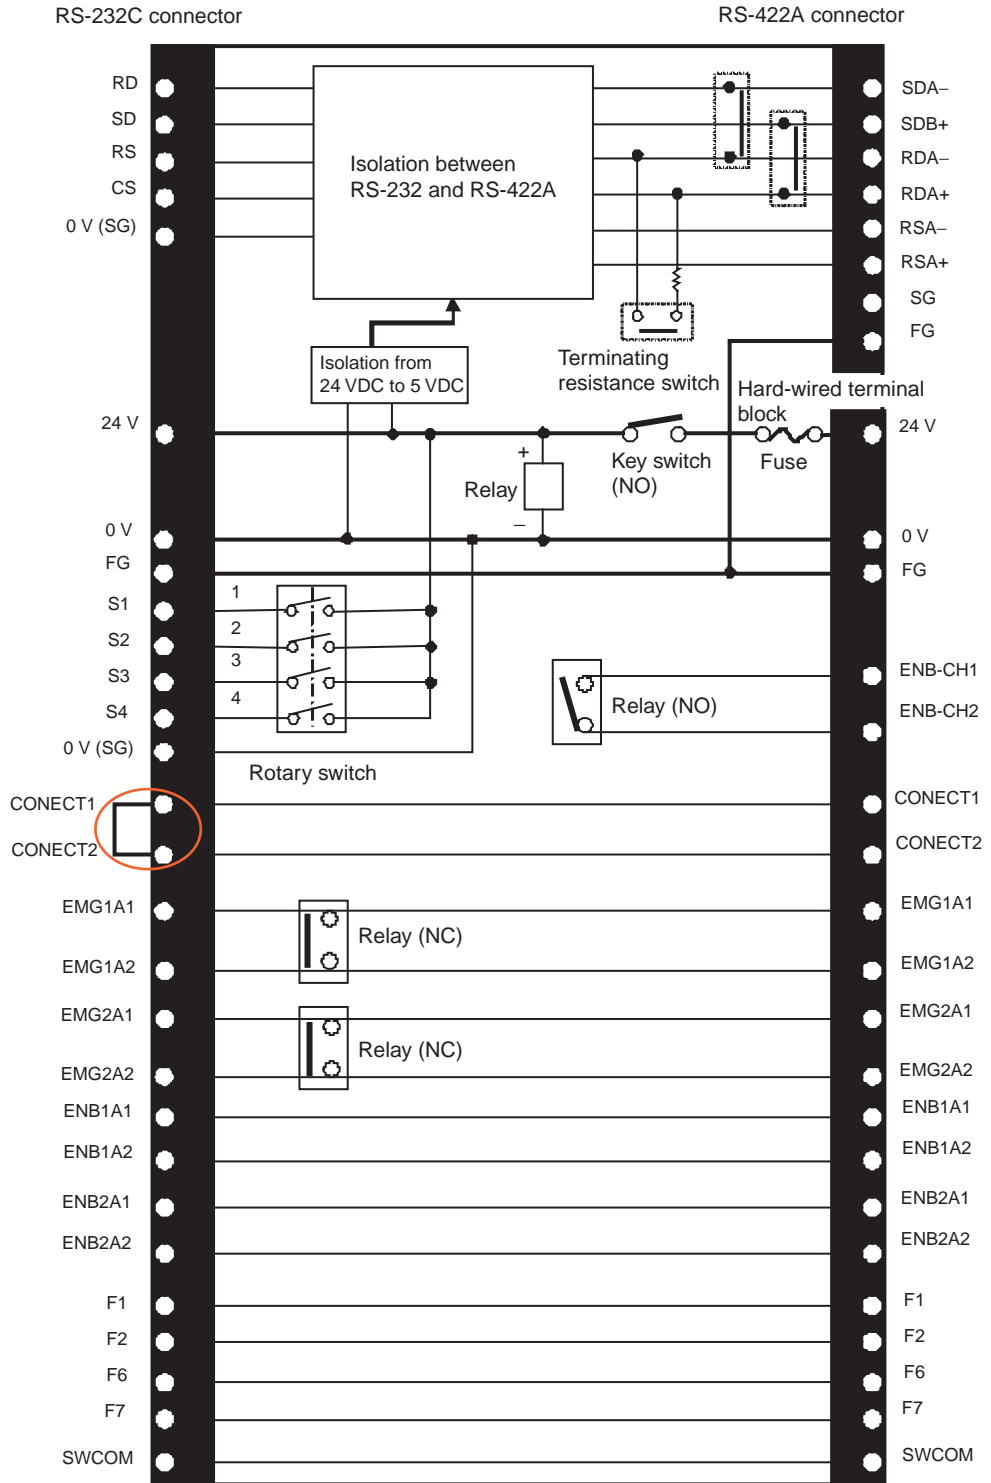 RS-232C connector
RS-422A connector
RD
SD
RS
CS
0 V (SG)
Isolation between
RS-232 and RS-422A
SDA–
SDB+
RDA–
RDA+
RSA–
RSA+
SG
FG
Isolation from
24 VDC to 5 VDC
Terminating
resistance switch
Hard-wired terminal
block
24 V
24 V
Key switch
(NO)
Fuse
+
Relay
–
0 V
0 V
FG
FG
S1
1
S2
2
S3
3
S4
4
0 V (SG)
Rotary switch
Relay (NO)
ENB-CH1
ENB-CH2
CONECT1
CONECT1
CONECT2
CONECT2
EMG1A1
EMG1A1
Relay (NC)
EMG1A2
EMG1A2
EMG2A1
EMG2A1
Relay (NC)
EMG2A2
EMG2A2
ENB1A1
ENB1A1
ENB1A2
ENB1A2
ENB2A1
ENB2A1
ENB2A2
ENB2A2
F1
F1
F2
F2
F6
F6
F7
F7
SWCOM
SWCOM